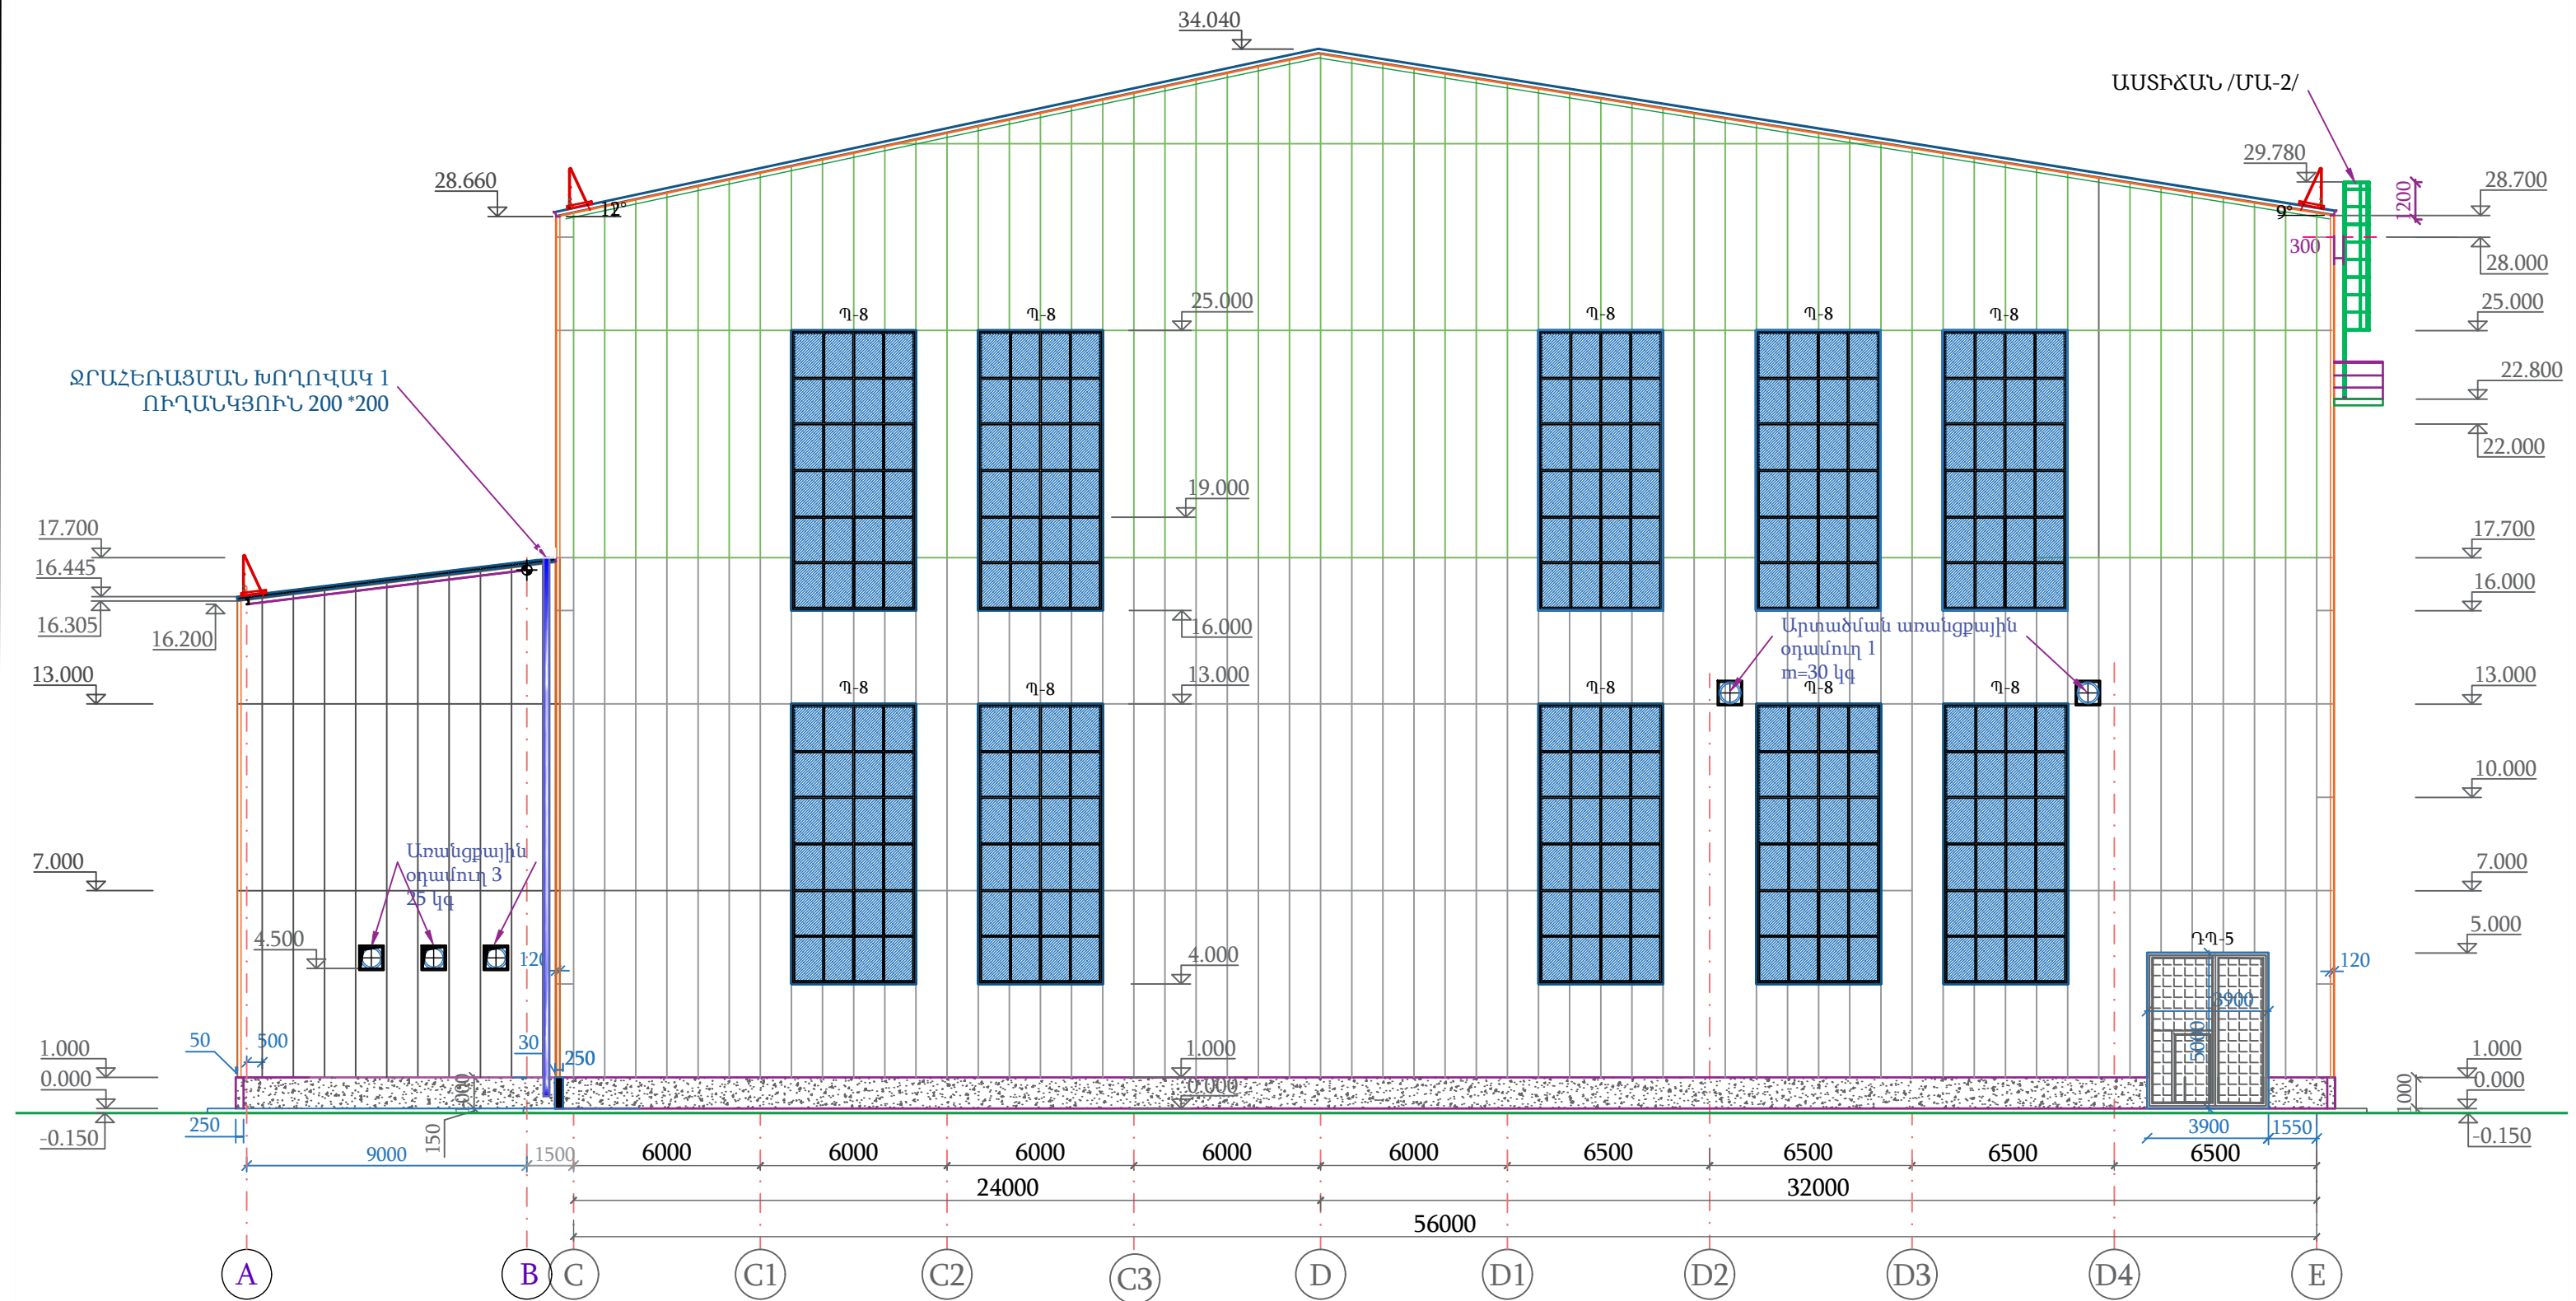 34.040
ԱՍՏԻՃԱՆ /ՄԱ-2/
29.780
28.660
28.700
1200
12°
9°
300
28.000
25.000
Պ-8
Պ-8
Պ-8
Պ-8
Պ-8
25.000
22.800
ՋՐԱՀԵՌԱՑՄԱՆ ԽՈՂՈՎԱԿ 1
ՈՒՂԱՆԿՅՈՒՆ 200 *200
22.000
19.000
17.700
17.700
16.445
16.000
16.305
16.200
16.000
Արտածման առանցքային
օդամուղ 1
m=30 կգ
13.000
13.000
13.000
Պ-8
Պ-8
Պ-8
Պ-8
Պ-8
10.000
Առանցքային
օդամուղ 3
25 կգ
7.000
7.000
4.500
5.000
ԴՊ-5
4.000
120
120
3900
5000
50
500
30
250
1.000
1.000
1.000
0.000
0.000
0.000
1000
1000
250
-0.150
150
-0.150
3900
1550
9000
1500
6000
6000
6000
6000
6000
6500
6500
6500
6500
24000
32000
56000
A
B
C
C1
C2
C3
D
D1
D2
D3
D4
E